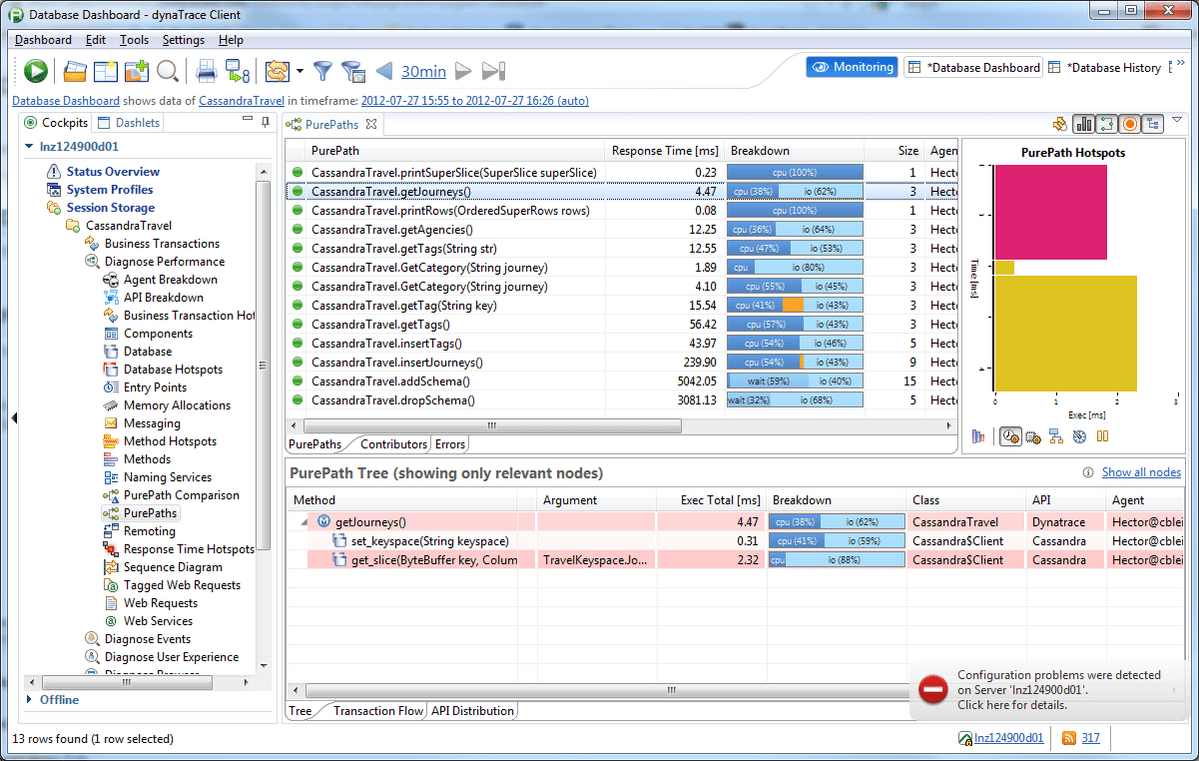 Database Dashboard - dynaTrace Client
Dashboard Edit Tools Settings Help
30min
Monitoring *Database Dashboard *Database History
Database Dashboard shows data of CassandraTravel in timeframe: 2012-07-27 15:55 to 2012-07-27 16:26 (auto)
Cockpits Dashlets
lnz124900d01
Status Overview
System Profiles
Session Storage
CassandraTravel
Business Transactions
Diagnose Performance
Agent Breakdown
API Breakdown
Business Transaction Hot
Components
Database
Database Hotspots
Entry Points
Memory Allocations
Messaging
Method Hotspots
Methods
Naming Services
PurePath Comparison
PurePaths
Remoting
Response Time Hotspots
Sequence Diagram
Tagged Web Requests
Web Requests
Web Services
Diagnose Events
Diagnose User Experience
Offline
PurePaths
PurePath Response Time [ms] Breakdown Size Agen
CassandraTravel.printSuperSlice(SuperSlice superSlice) 0.23 cpu (100%) 1 Hect
CassandraTravel.getJourneys() 4.47 cpu (38%) io (62%) 3 Hect
CassandraTravel.printRows(OrderedSuperRows rows) 0.08 cpu (100%) 1 Hect
CassandraTravel.getAgencies() 12.25 cpu (36%) io (64%) 3 Hect
CassandraTravel.getTags(String str) 12.55 cpu (47%) io (53%) 3 Hect
CassandraTravel.GetCategory(String journey) 1.89 cpu io (80%) 3 Hect
CassandraTravel.GetCategory(String journey) 4.10 cpu (55%) io (45%) 3 Hect
CassandraTravel.getTag(String key) 15.54 cpu (41%) io (43%) 3 Hect
CassandraTravel.getTags() 56.42 cpu (57%) io (43%) 3 Hect
CassandraTravel.insertTags() 43.97 cpu (54%) io (46%) 5 Hect
CassandraTravel.insertJourneys() 239.90 cpu (54%) io (43%) 9 Hect
CassandraTravel.addSchema() 5042.05 wait (59%) io (40%) 15 Hect
CassandraTravel.dropSchema() 3081.13 wait (32%) io (68%) 5 Hect
PurePaths Contributors Errors
PurePath Hotspots
Time [ms]
0 1 2 3
Exec [ms]
PurePath Tree (showing only relevant nodes) Show all nodes
Method Argument Exec Total [ms] Breakdown Class API Agent
getJourneys() 4.47 cpu (38%) io (62%) CassandraTravel Dynatrace Hector@cblei
set_keyspace(String keyspace) 0.31 cpu (41%) io (59%) Cassandra$Client Cassandra Hector@cblei
get_slice(ByteBuffer key, Colum TravelKeyspace.Jo... 2.32 cpu io (88%) Cassandra$Client Cassandra Hector@cblei
Tree Transaction Flow API Distribution
Configuration problems were detected
on Server 'lnz124900d01'.
Click here for details.
13 rows found (1 row selected) lnz124900d01 317